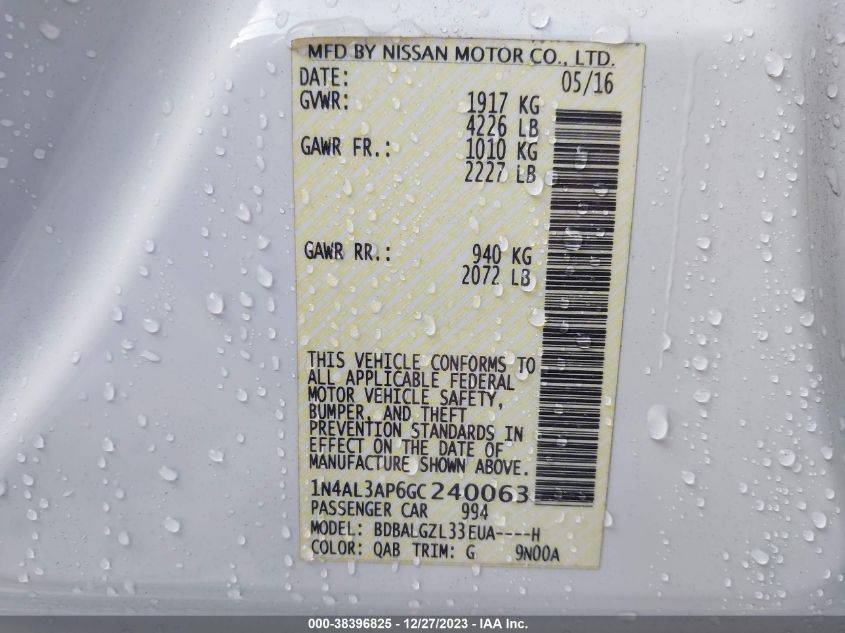 MFD BY NISSAN MOTOR CO., LTD.
DATE: 05/16
GVWR: 1917 KG
4226 LB
GAWR FR.: 1010 KG
2227 LB
GAWR RR.: 940 KG
2072 LB
THIS VEHICLE CONFORMS TO
ALL APPLICABLE FEDERAL
MOTOR VEHICLE SAFETY,
BUMPER, AND THEFT
PREVENTION STANDARDS IN
EFFECT ON THE DATE OF
MANUFACTURE SHOWN ABOVE.
1N4AL3AP6GC240063
PASSENGER CAR 994
MODEL: BDBALGZL33EUA----H
COLOR: QAB TRIM: G 9N00A
000-38396825 - 12/27/2023 - IAA Inc.